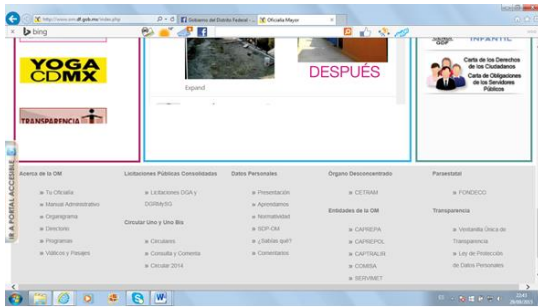 http://www.om.df.gob.mx/index.php
Gobierno del Distrito Federal - ...
Oficialía Mayor
bing
YOGA
CDMX
TRANSPARENCIA
DESPUÉS
Expand
GDF
INFANTIL
Carta de los Derechos
de los Ciudadanos
Carta de Obligaciones
de los Servidores
Públicos
IR A PORTAL ACCESIBLE
Acerca de la OM
Tu Oficialía
Manual Administrativo
Organigrama
Directorio
Programas
Viáticos y Pasajes
Licitaciones Públicas Consolidadas
Licitaciones DGA y
DGRMySG
Circular Uno y Uno Bis
Circulares
Consulta y Comenta
Circular 2014
Datos Personales
Presentación
Aprendamos
Normatividad
SDP-OM
¿Sabías qué?
Comentarios
Órgano Desconcentrado
CETRAM
Entidades de la OM
CAPREPA
CAPREPOL
CAPTRALIR
COMISA
SERVIMET
Paraestatal
FONDECO
Transparencia
Ventanilla Única de
Transparencia
Ley de Protección
de Datos Personales
22:43